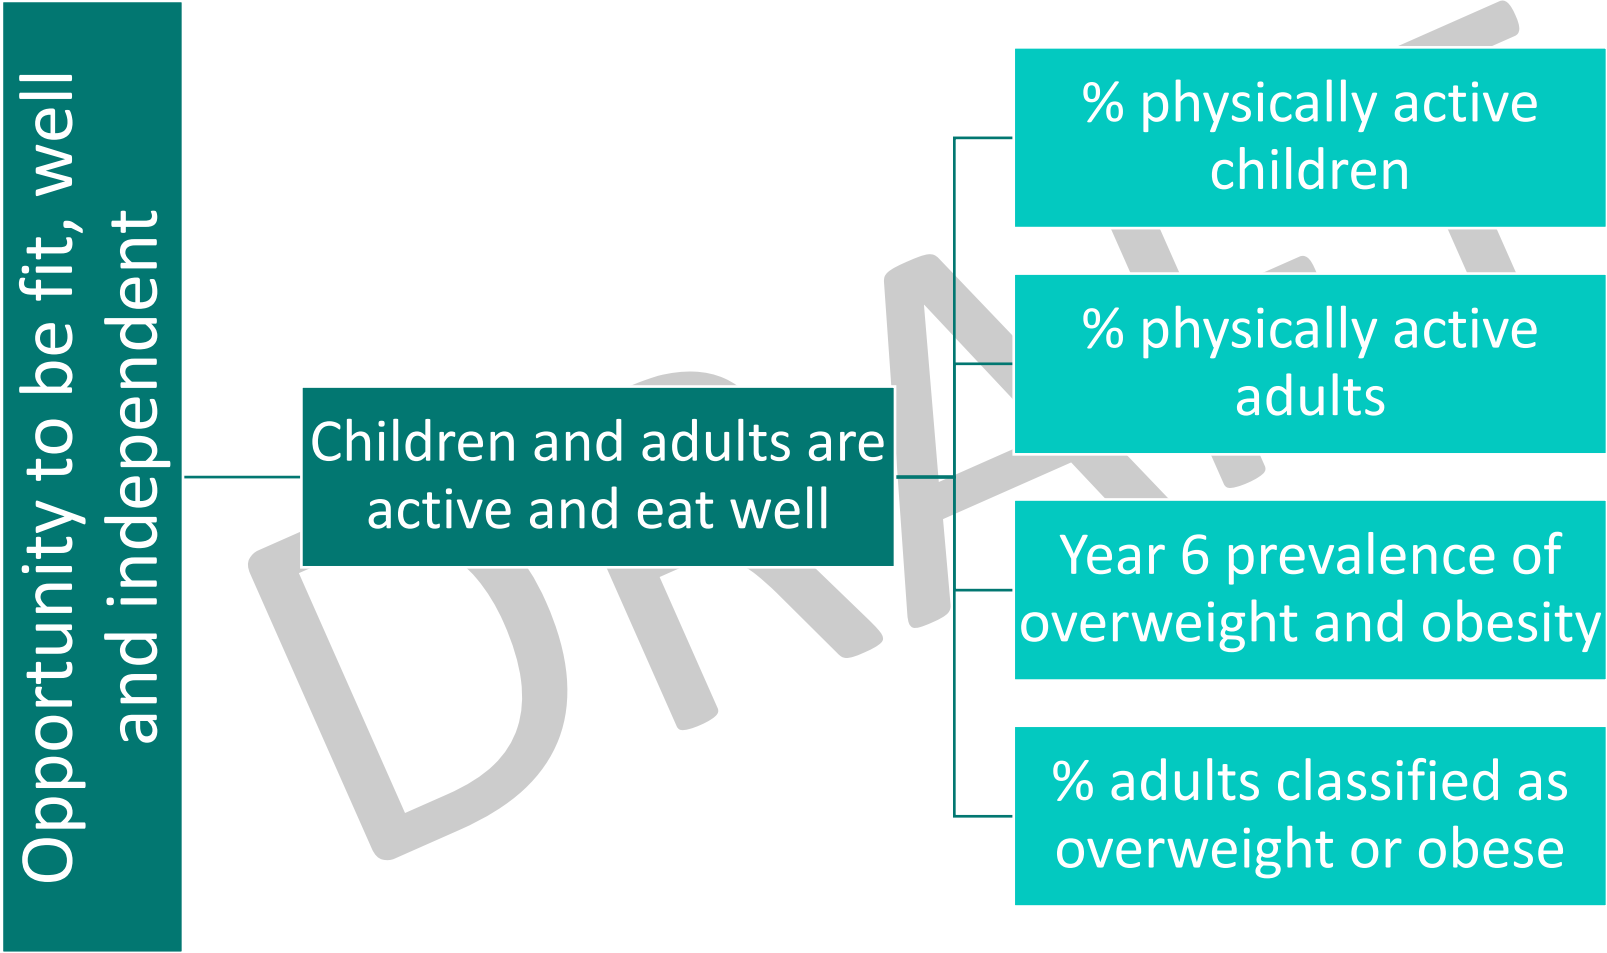 Opportunity to be fit, well
and independent
Children and adults are
active and eat well
% physically active
children
% physically active
adults
Year 6 prevalence of
overweight and obesity
% adults classified as
overweight or obese
DRAFT